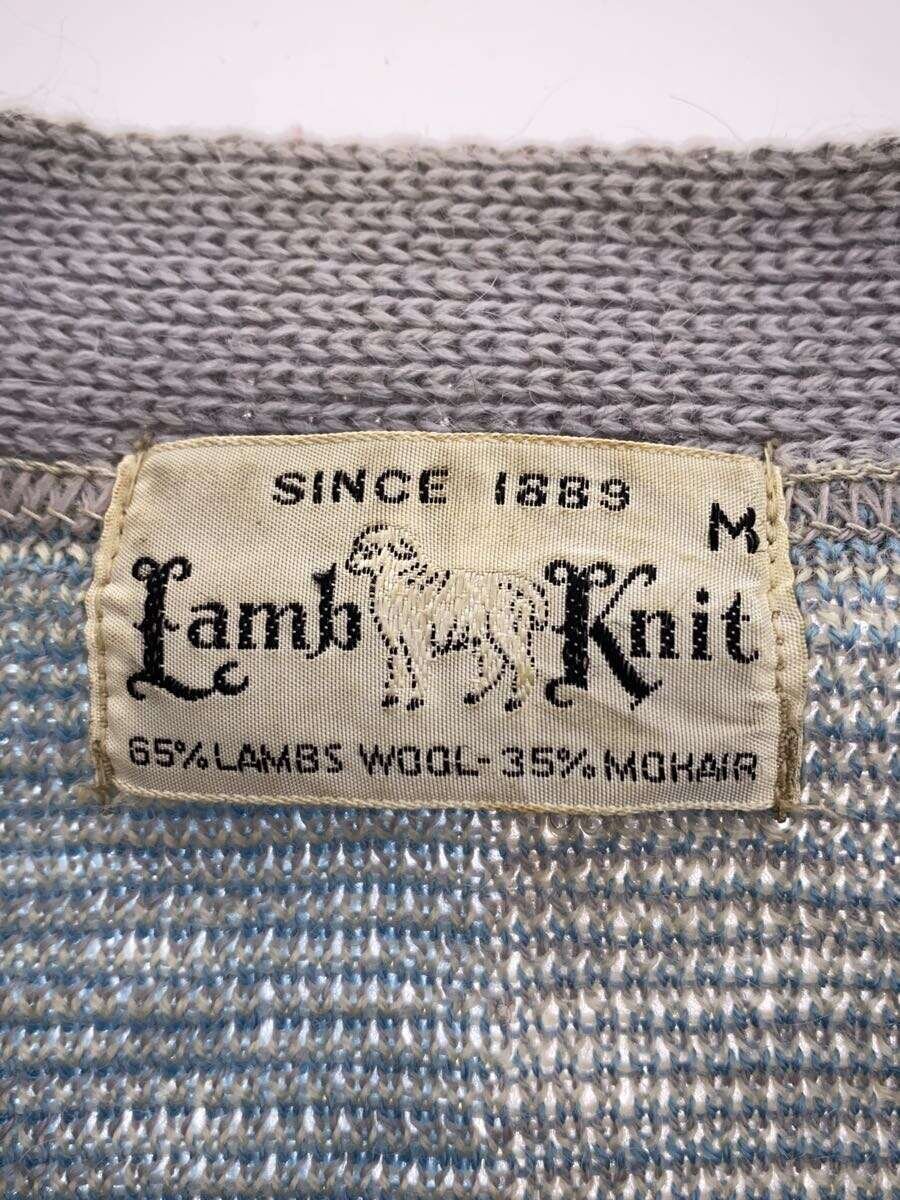 SINCE 1889
M
Lamb Knit
65% LAMBS WOOL-35% MOHAIR